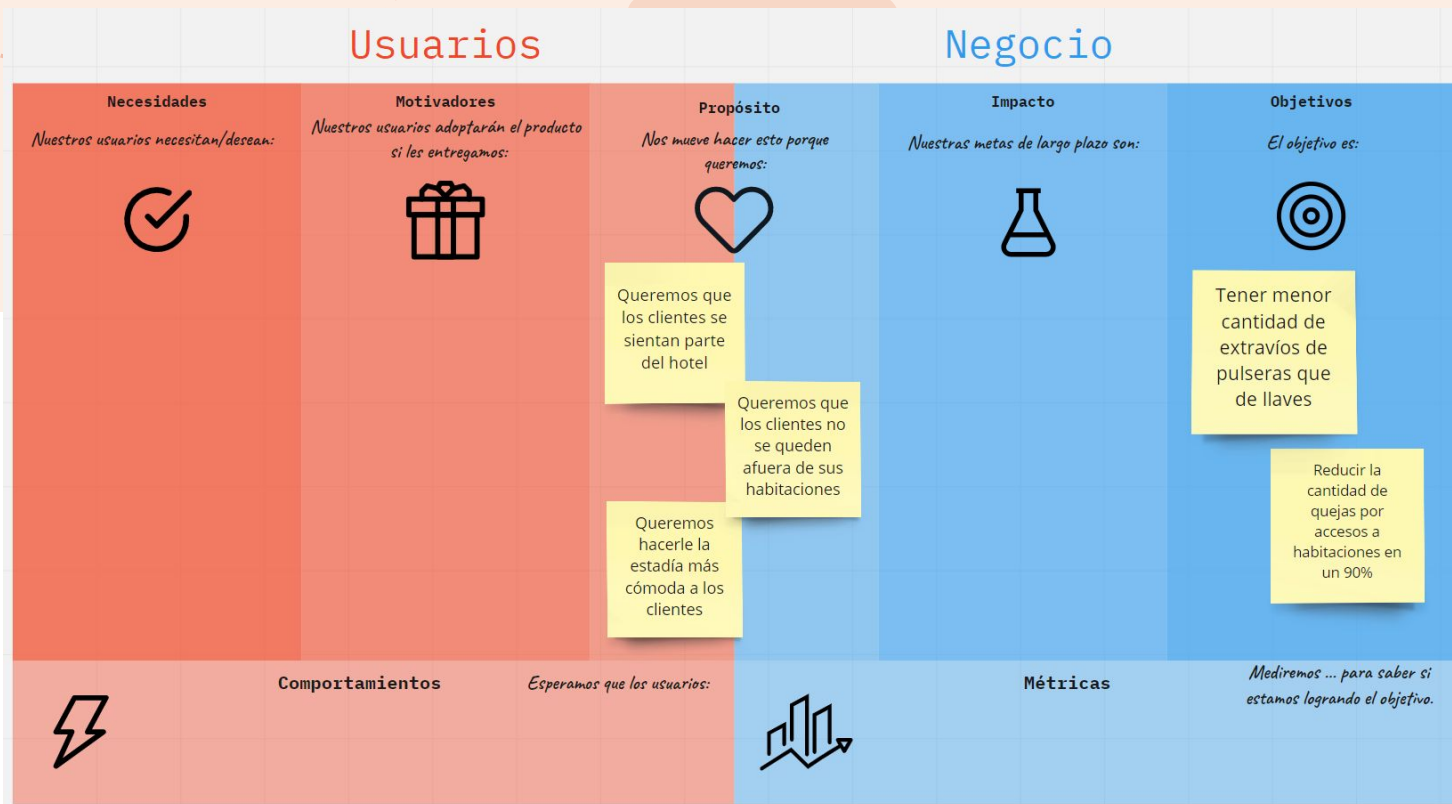 Usuarios
Negocio
Necesidades
Nuestros usuarios necesitan/desean:
Motivadores
Nuestros usuarios adoptarán el producto
si les entregamos:
Propósito
Nos mueve hacer esto porque
queremos:
Impacto
Nuestras metas de largo plazo son:
Objetivos
El objetivo es:
Queremos que
los clientes se
sientan parte
del hotel
Queremos que
los clientes no
se queden
afuera de sus
habitaciones
Queremos
hacerle la
estadía más
cómoda a los
clientes
Tener menor
cantidad de
extravíos de
pulseras que
de llaves
Reducir la
cantidad de
quejas por
accesos a
habitaciones en
un 90%
Comportamientos
Esperamos que los usuarios:
Métricas
Mediremos ... para saber si
estamos logrando el objetivo.